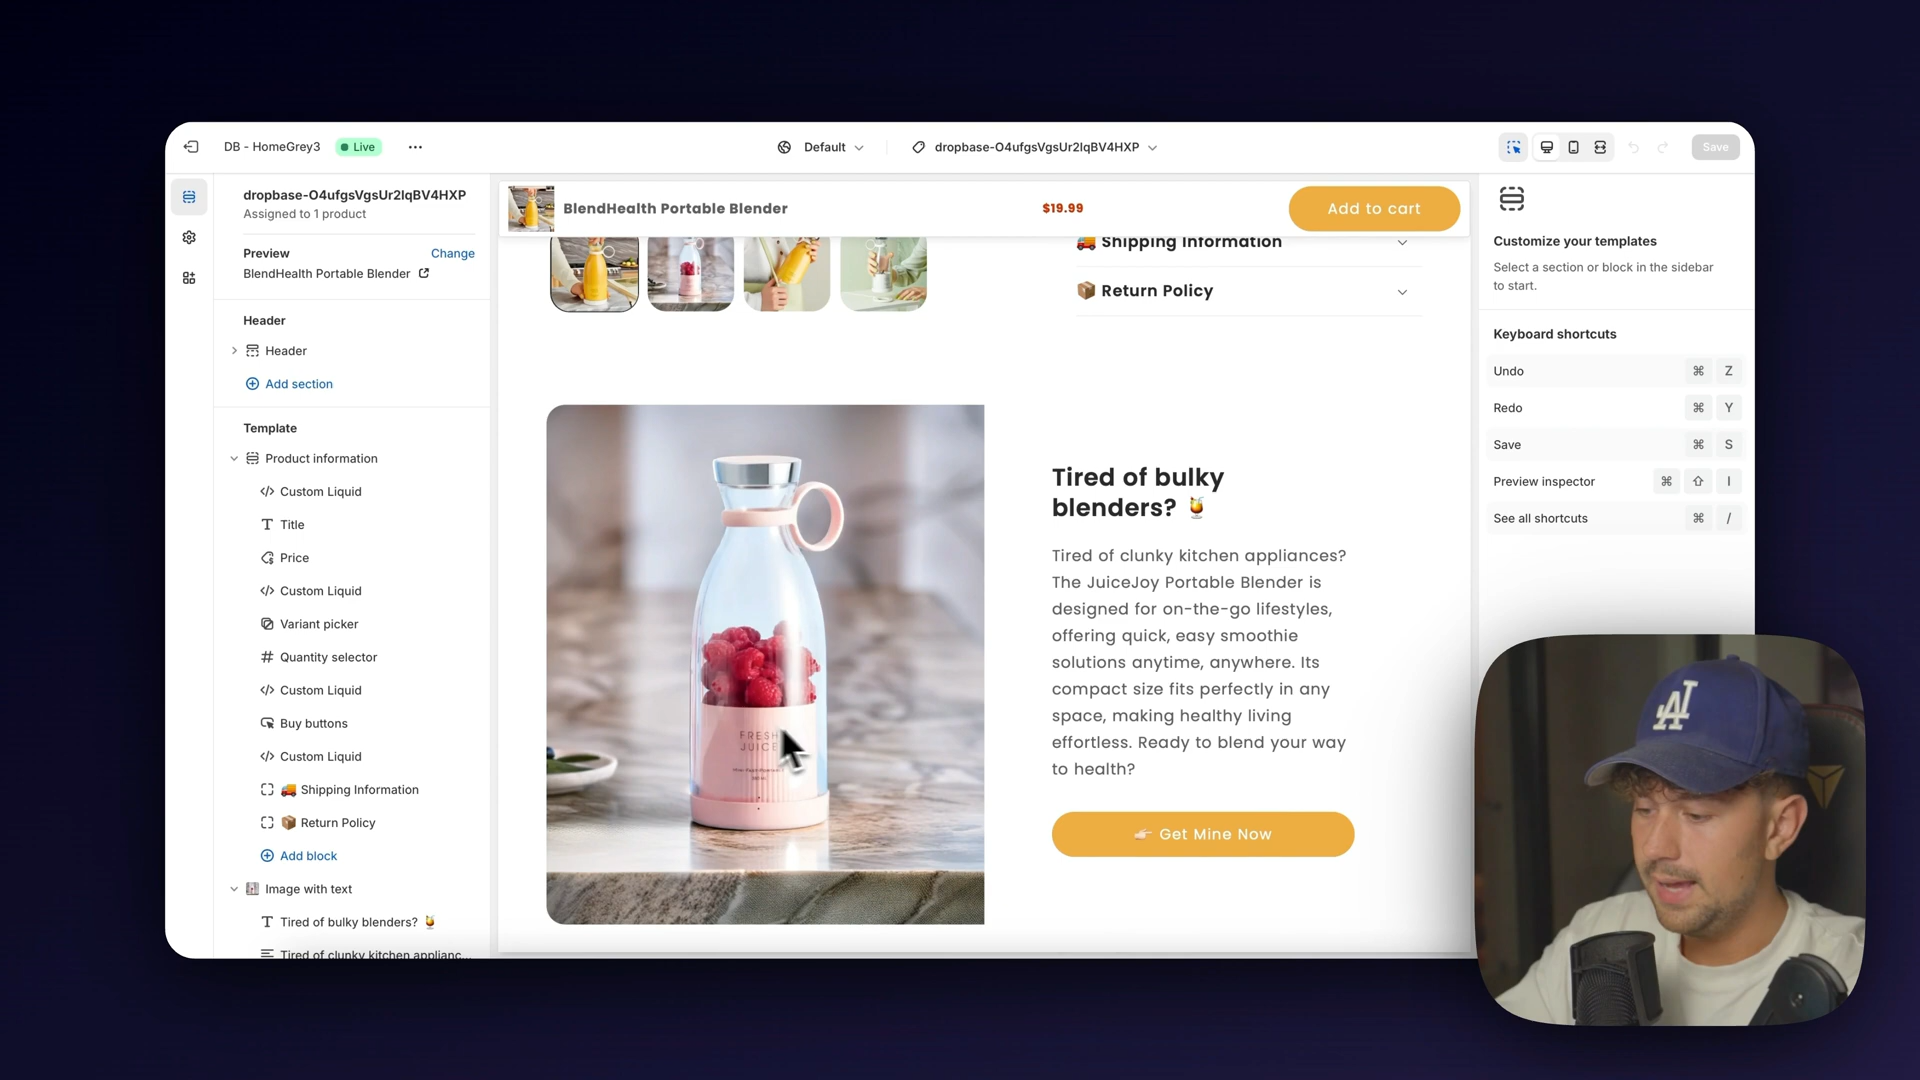 DB - HomeGrey3
Live
Default
dropbase-O4ufgsVgsUr2IqBV4HXP
Save
dropbase-O4ufgsVgsUr2IqBV4HXP
Assigned to 1 product
Preview
Change
BlendHealth Portable Blender
Header
Header
Add section
Template
Product information
Custom Liquid
Title
Price
Custom Liquid
Variant picker
Quantity selector
Custom Liquid
Buy buttons
Custom Liquid
🚚 Shipping Information
📦 Return Policy
Add block
Image with text
Tired of bulky blenders? 🍹
Tired of clunky kitchen applianc...
BlendHealth Portable Blender
$19.99
Add to cart
🚚 Shipping Information
📦 Return Policy
FRESH
JUICE
Tired of bulky
blenders? 🍹
Tired of clunky kitchen appliances?
The JuiceJoy Portable Blender is
designed for on-the-go lifestyles,
offering quick, easy smoothie
solutions anytime, anywhere. Its
compact size fits perfectly in any
space, making healthy living
effortless. Ready to blend your way
to health?
👉 Get Mine Now
Customize your templates
Select a section or block in the sidebar
to start.
Keyboard shortcuts
Undo ⌘ Z
Redo ⌘ Y
Save ⌘ S
Preview inspector ⌘ ⇧ I
See all shortcuts ⌘ /